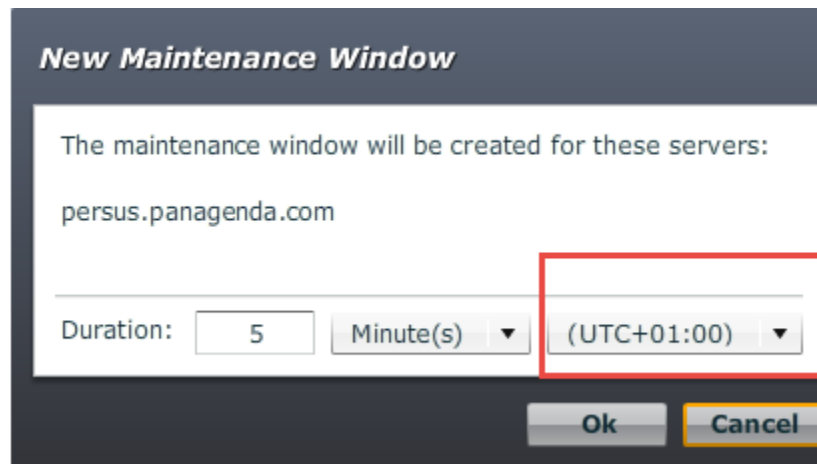 New Maintenance Window
The maintenance window will be created for these servers:
persus.panagenda.com
Duration: 5 Minute(s) (UTC+01:00)
Ok Cancel